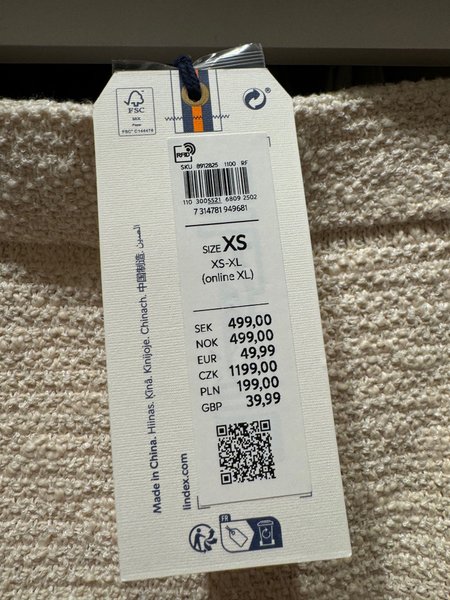 FSC
MIX
Paper
FSC® C144478
RFID
SKU 8912825 1100 RF
110 3005521 6809 2502
7 314781 949681
SIZE XS
XS-XL
(online XL)
SEK 499,00
NOK 499,00
EUR 49,99
CZK 1199,00
PLN 199,00
GBP 39,99
Made in China. Hiinas. Ķīnā. Kinijoje. Chinach. 中国制造. الصين
lindex.com
FR